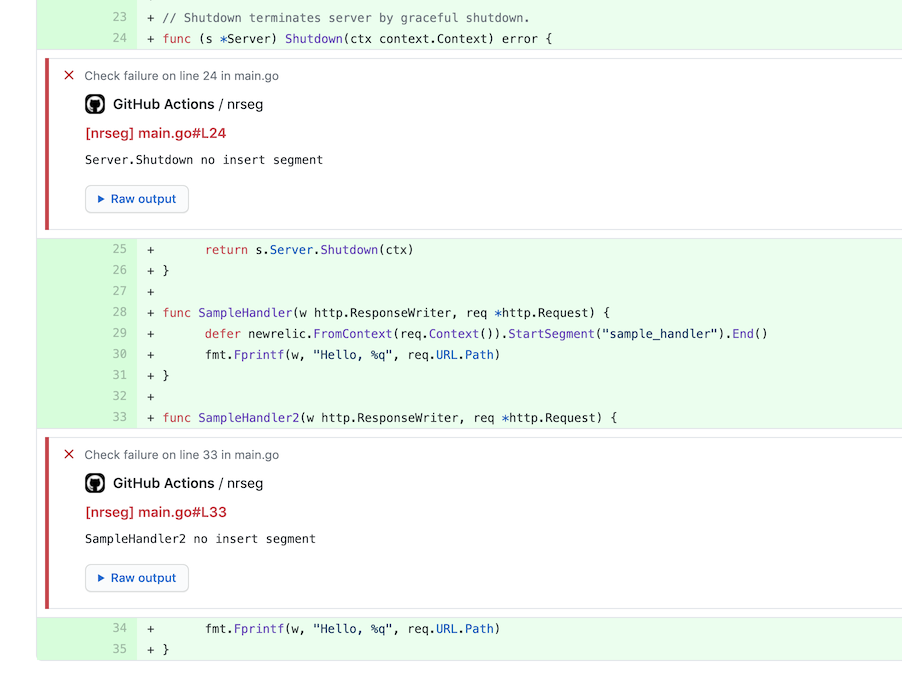 23 + // Shutdown terminates server by graceful shutdown.
24 + func (s *Server) Shutdown(ctx context.Context) error {
Check failure on line 24 in main.go
GitHub Actions / nrseg
[nrseg] main.go#L24
Server.Shutdown no insert segment
Raw output
25 + return s.Server.Shutdown(ctx)
26 + }
27 +
28 + func SampleHandler(w http.ResponseWriter, req *http.Request) {
29 + defer newrelic.FromContext(req.Context()).StartSegment("sample_handler").End()
30 + fmt.Fprintf(w, "Hello, %q", req.URL.Path)
31 + }
32 +
33 + func SampleHandler2(w http.ResponseWriter, req *http.Request) {
Check failure on line 33 in main.go
GitHub Actions / nrseg
[nrseg] main.go#L33
SampleHandler2 no insert segment
Raw output
34 + fmt.Fprintf(w, "Hello, %q", req.URL.Path)
35 + }